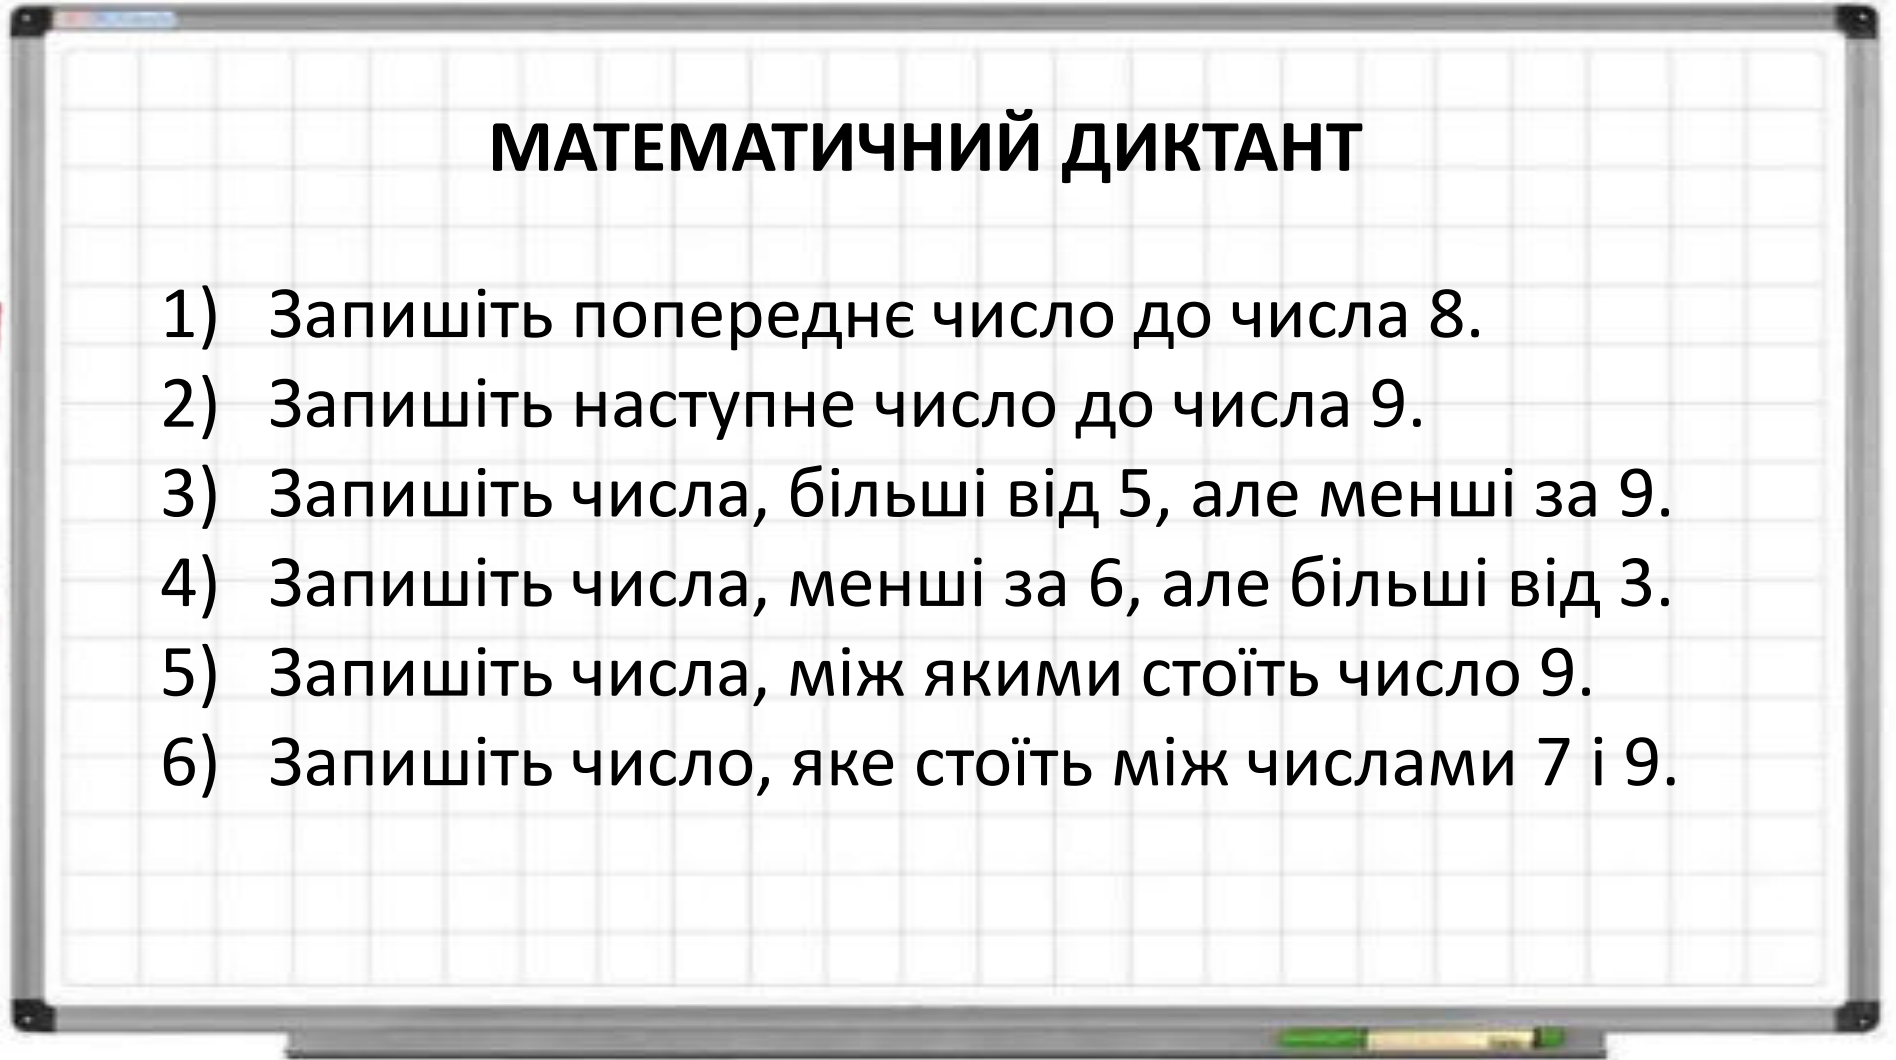 МАТЕМАТИЧНИЙ ДИКТАНТ
1) Запишіть попереднє число до числа 8.
2) Запишіть наступне число до числа 9.
3) Запишіть числа, більші від 5, але менші за 9.
4) Запишіть числа, менші за 6, але більші від 3.
5) Запишіть числа, між якими стоїть число 9.
6) Запишіть число, яке стоїть між числами 7 і 9.